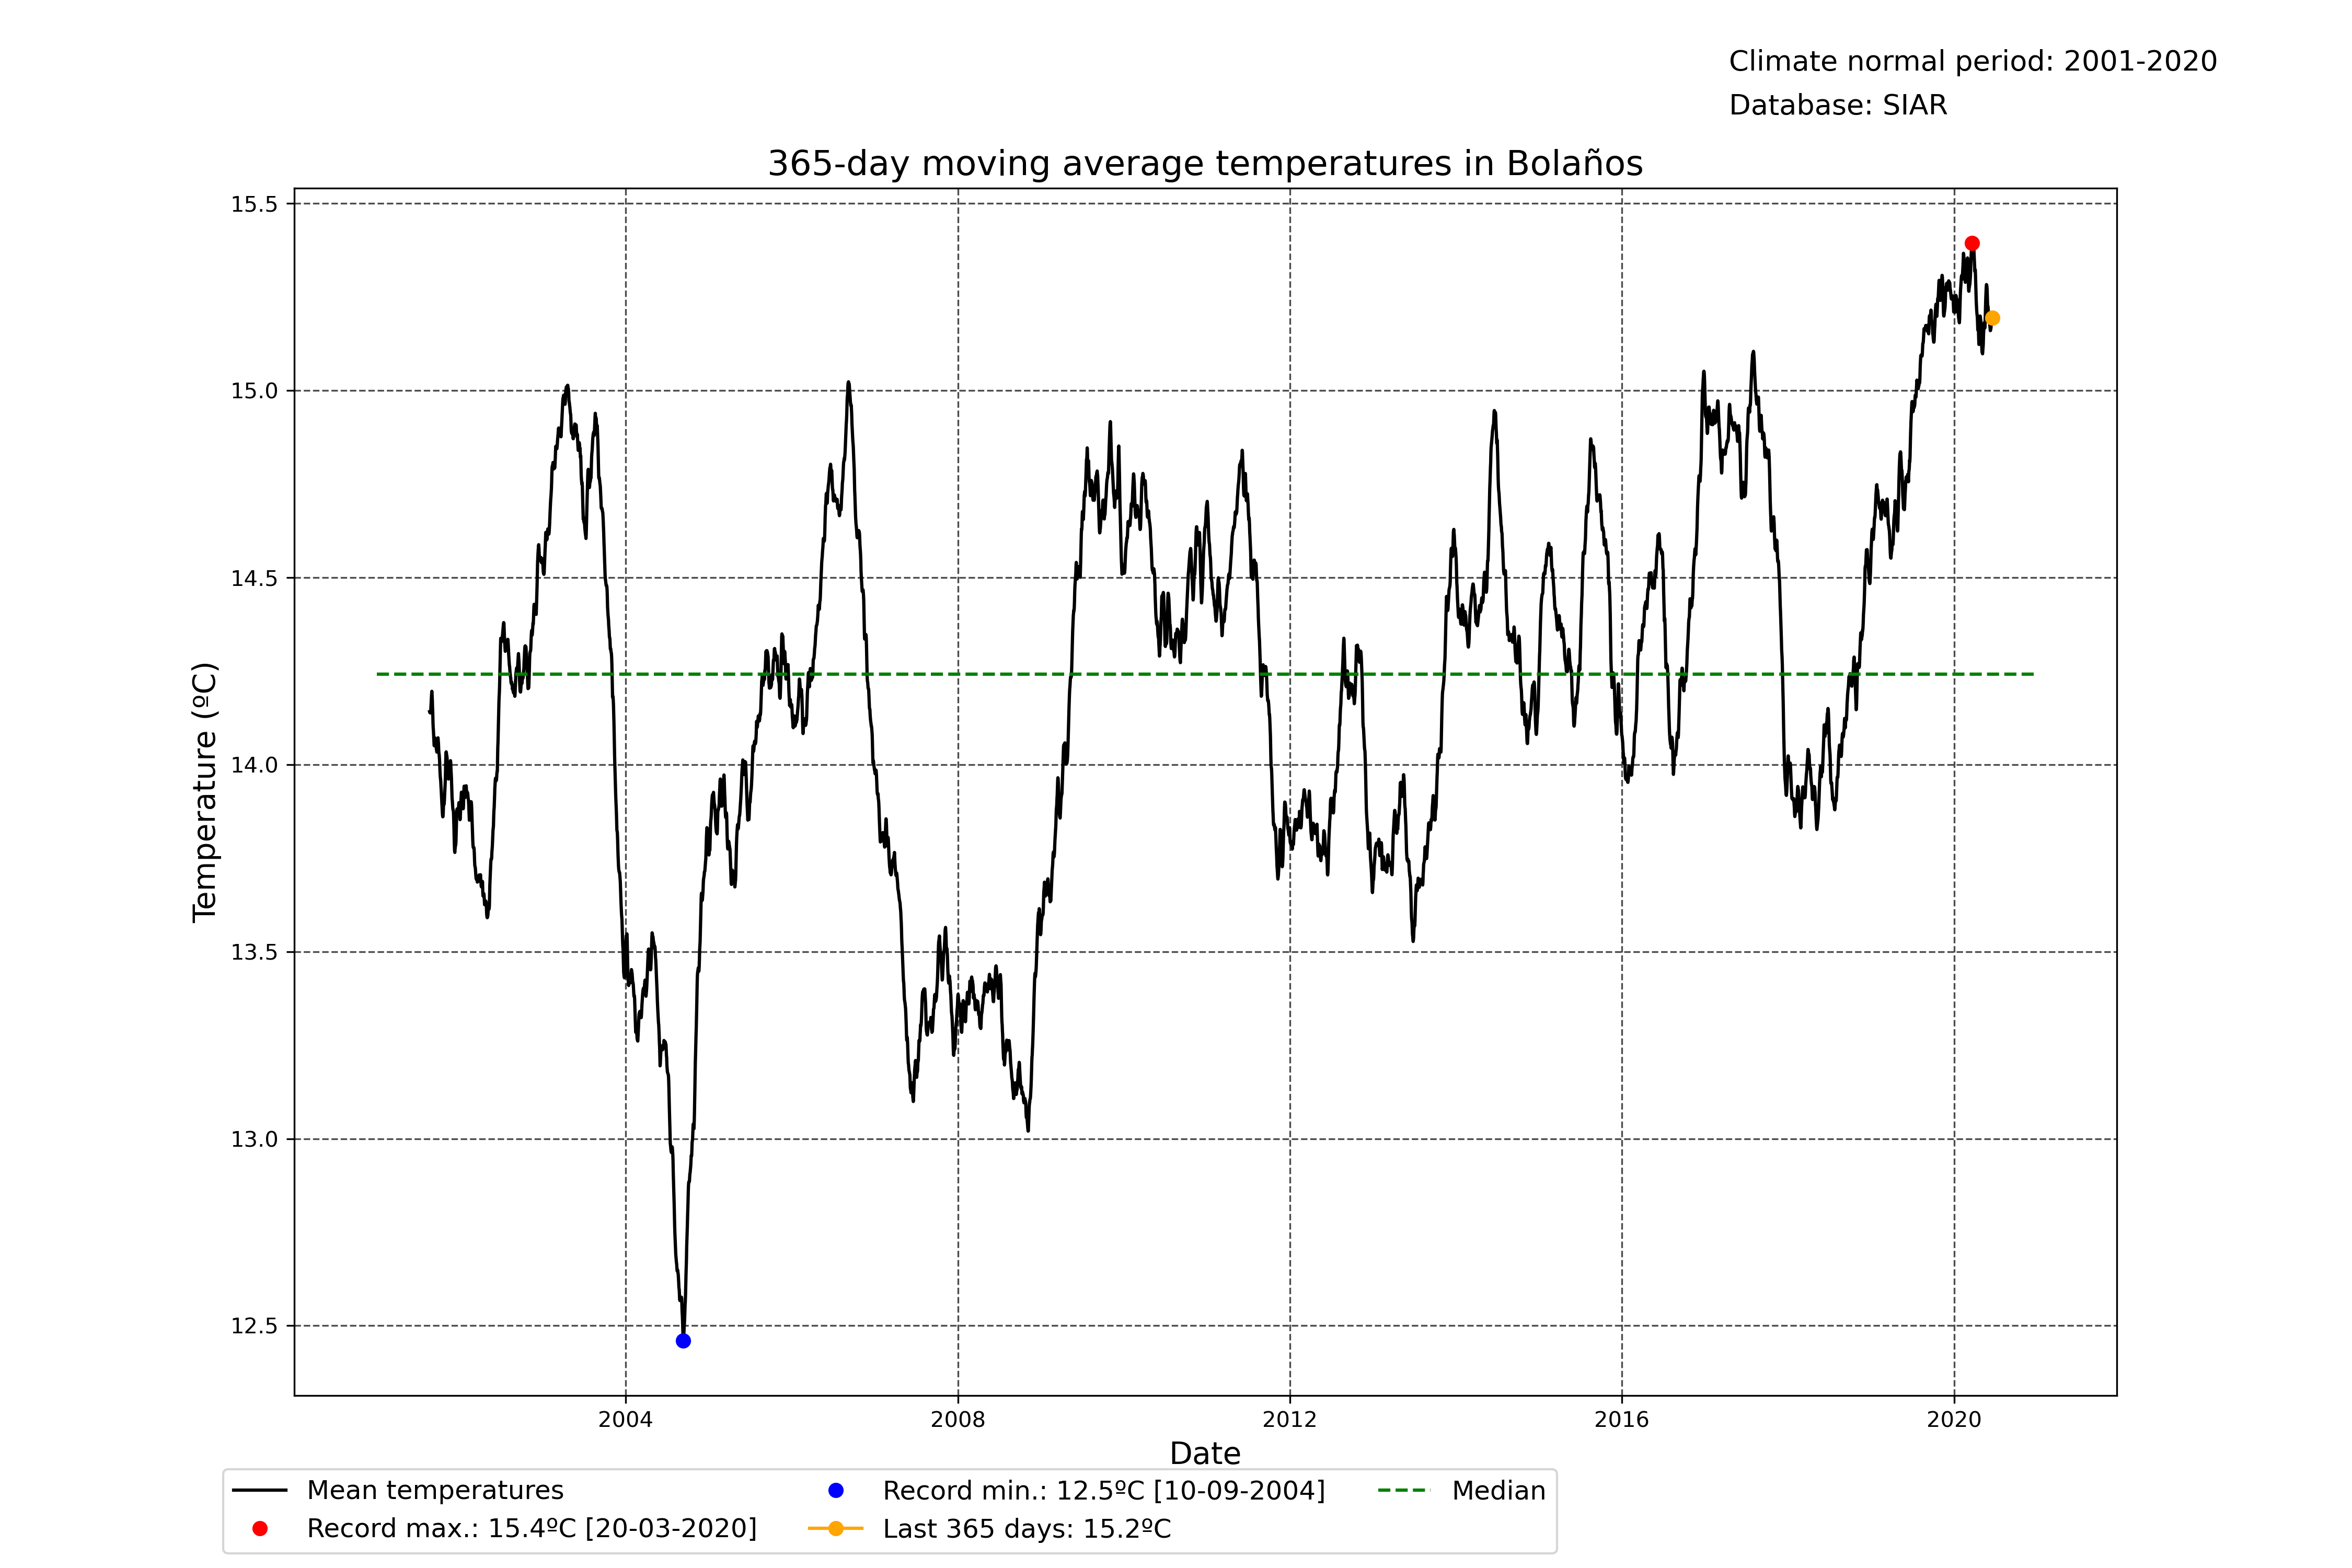 Climate normal period: 2001-2020
Database: SIAR
365-day moving average temperatures in Bolaños
Temperature (ºC)
15.5
15.0
14.5
14.0
13.5
13.0
12.5
2004 2008 2012 2016 2020
Date
Mean temperatures
Record max.: 15.4ºC [20-03-2020]
Record min.: 12.5ºC [10-09-2004]
Last 365 days: 15.2ºC
Median